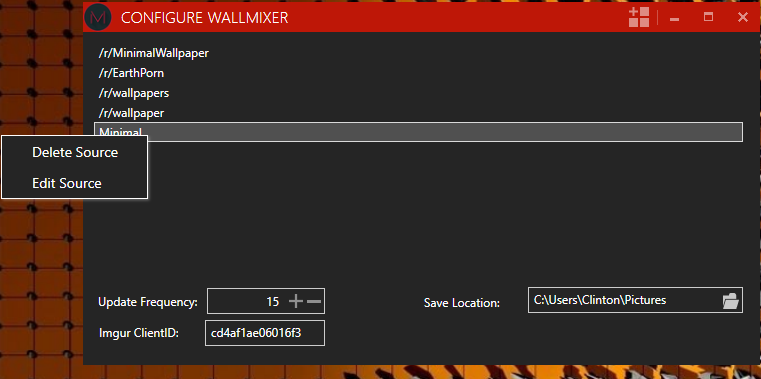 M CONFIGURE WALLMIXER
/r/MinimalWallpaper
/r/EarthPorn
/r/wallpapers
/r/wallpaper
Minimal
Delete Source
Edit Source
Update Frequency: 15
Save Location: C:\Users\Clinton\Pictures
Imgur ClientID: cd4af1ae06016f3